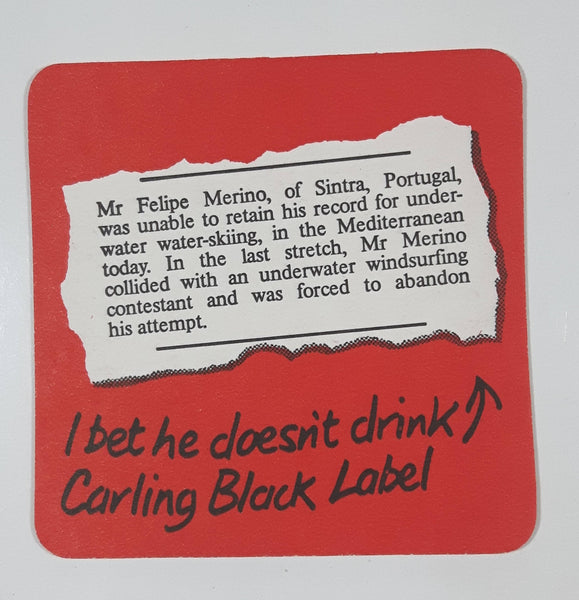 Mr Felipe Merino, of Sintra, Portugal,
was unable to retain his record for under-
water water-skiing, in the Mediterranean
today. In the last stretch, Mr Merino
collided with an underwater windsurfing
contestant and was forced to abandon
his attempt.
I bet he doesn't drink
Carling Black Label